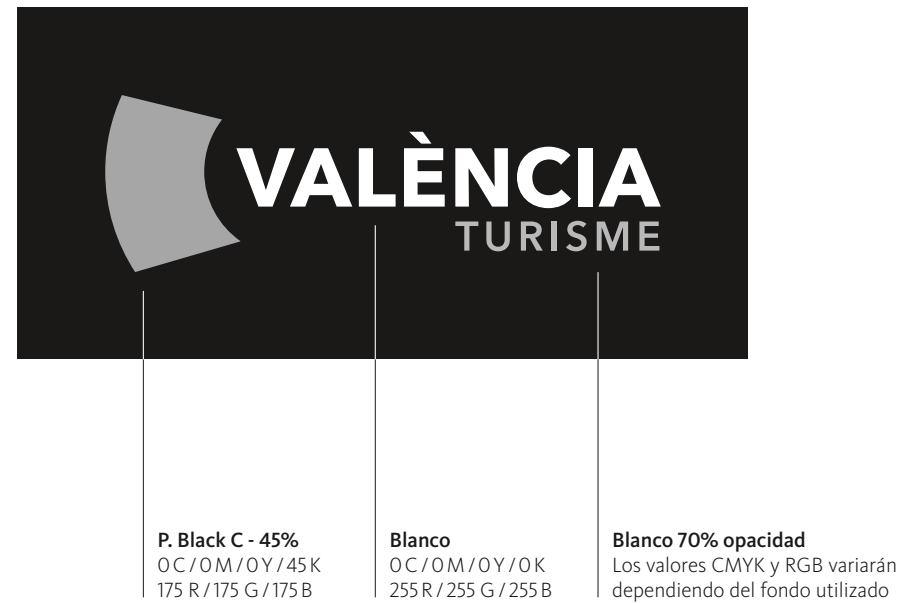 VALÈNCIA
TURISME
P. Black C - 45%
0 C / 0 M / 0 Y / 45 K
175 R / 175 G / 175 B
Blanco
0 C / 0 M / 0 Y / 0 K
255 R / 255 G / 255 B
Blanco 70% opacidad
Los valores CMYK y RGB variarán
dependiendo del fondo utilizado